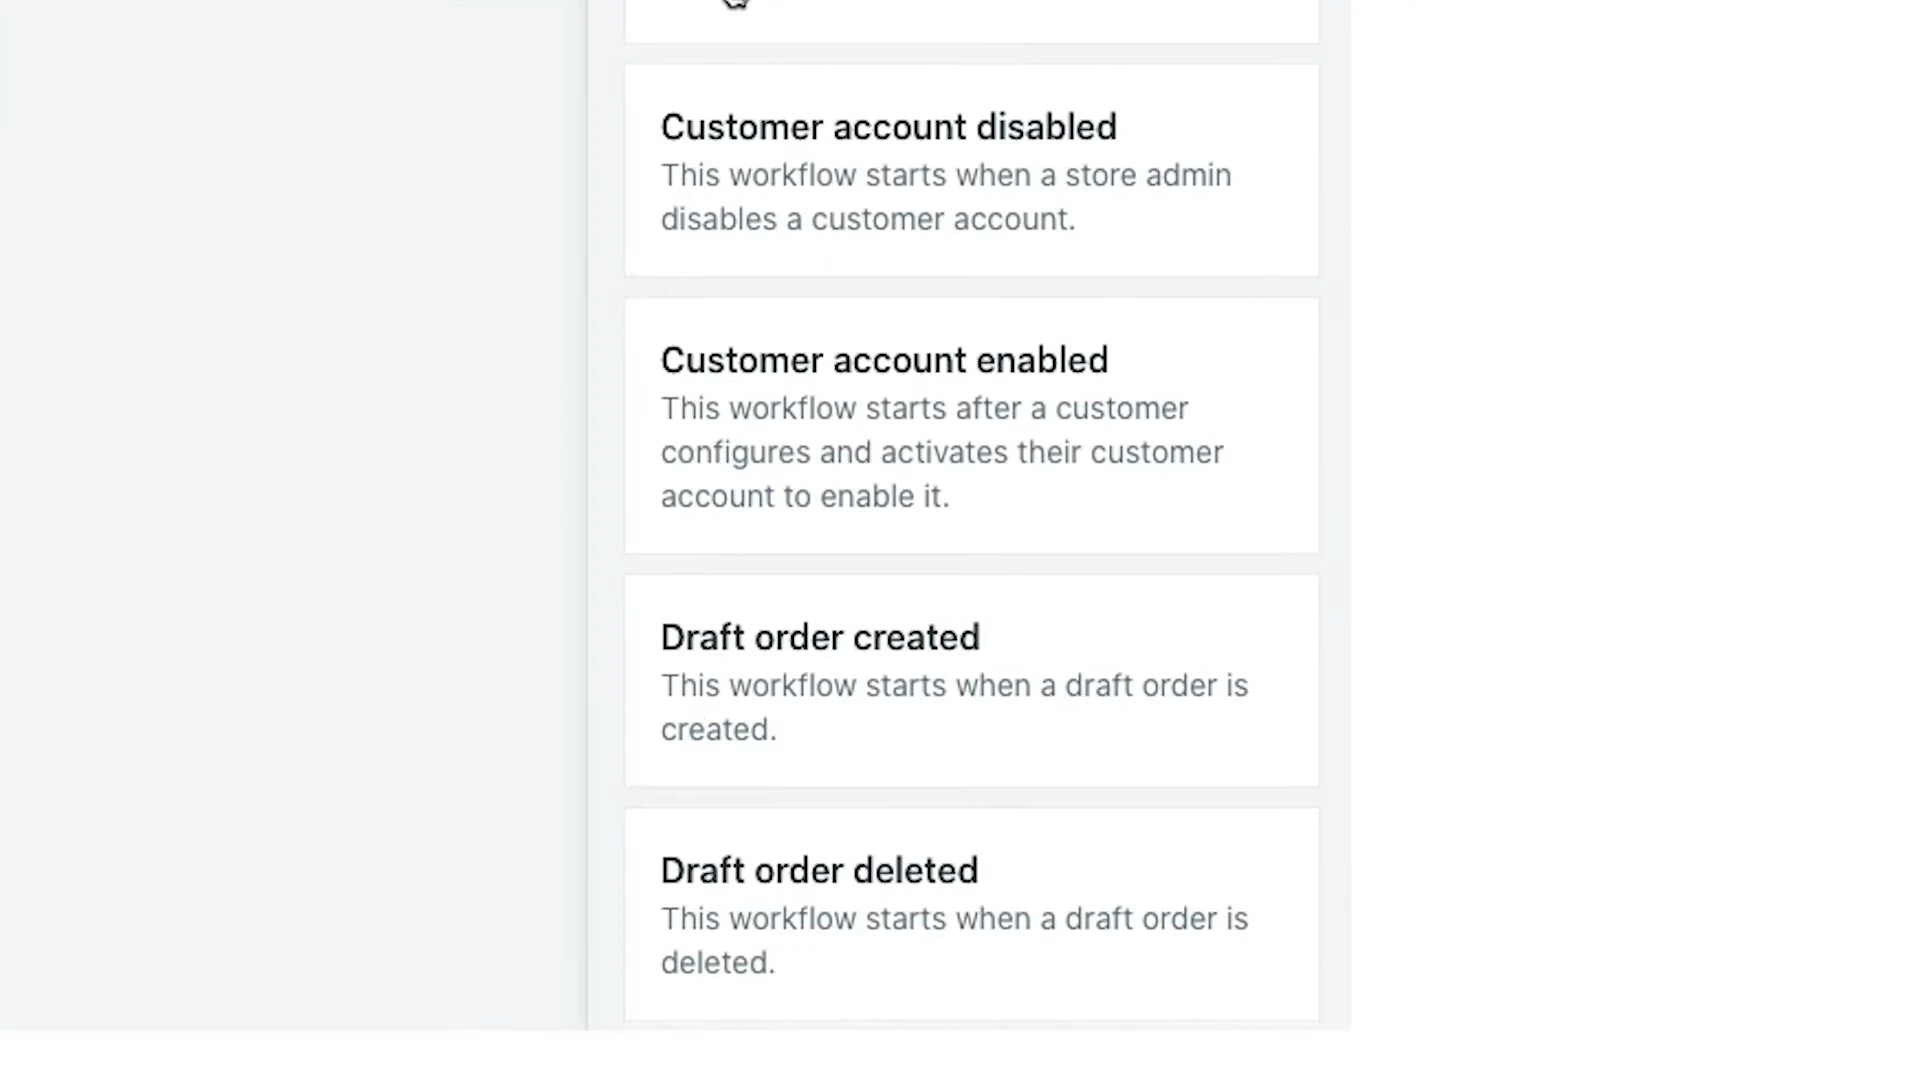 Customer account disabled
This workflow starts when a store admin
disables a customer account.
Customer account enabled
This workflow starts after a customer
configures and activates their customer
account to enable it.
Draft order created
This workflow starts when a draft order is
created.
Draft order deleted
This workflow starts when a draft order is
deleted.